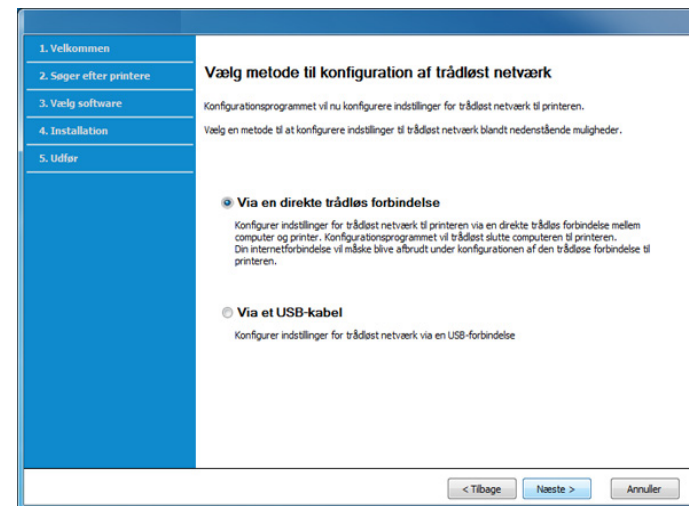 1. Velkommen
2. Søger efter printere
3. Vælg software
4. Installation
5. Udfør
Vælg metode til konfiguration af trådløst netværk
Konfigurationsprogrammet vil nu konfigurere indstillinger for trådløst netværk til printeren.
Vælg en metode til at konfigurere indstillinger til trådløst netværk blandt nedenstående muligheder.
Via en direkte trådløs forbindelse
Konfigurer indstillinger for trådløst netværk til printeren via en direkte trådløs forbindelse mellem
computer og printer. Konfigurationsprogrammet vil trådløst slutte computeren til printeren.
Din internetforbindelse vil måske blive afbrudt under konfigurationen af den trådløse forbindelse til
printeren.
Via et USB-kabel
Konfigurer indstillinger for trådløst netværk via en USB-forbindelse
< Tilbage
Næste >
Annuller